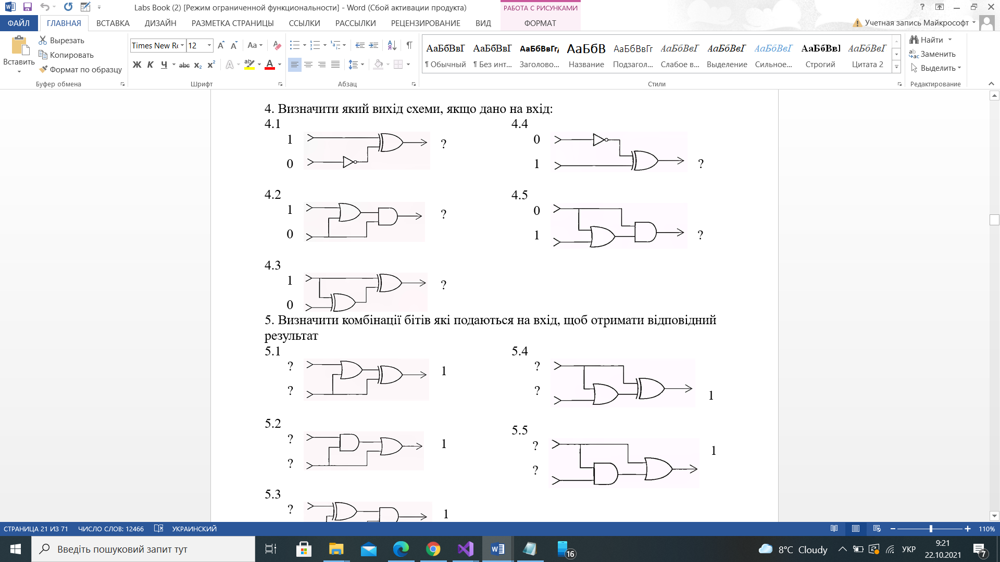 Labs Book (2) [Режим ограниченной функциональности] - Word (Сбой активации продукта)
РАБОТА С РИСУНКАМИ
?
ФАЙЛ ГЛАВНАЯ ВСТАВКА ДИЗАЙН РАЗМЕТКА СТРАНИЦЫ ССЫЛКИ РАССЫЛКИ РЕЦЕНЗИРОВАНИЕ ВИД ФОРМАТ
Учетная запись Майкрософт
Вставить
Вырезать
Копировать
Формат по образцу
Буфер обмена
Times New Rc 12
Ж К Ч abc x₂ x²
Шрифт
Абзац
АаБбВвГ АаБбВвГ АаБбВвГг АаБбВ АаБбВвГг АаБбВвГ АаБбВвГ АаБбВвГ АаБбВвГ АаБбВвГ
¶ Обычный ¶ Без инт... Заголово... Название Подзагол... Слабое в... Выделение Сильное... Строгий Цитата 2
Стили
Найти
Заменить
Выделить
Редактирование
4. Визначити який вихід схеми, якщо дано на вхід:
4.1 4.4
1 ? 0
0 1 ?
4.2 4.5
1 ? 0
0 1 ?
4.3
1 ?
0
5. Визначити комбінації бітів які подаються на вхід, щоб отримати відповідний
результат
5.1 5.4
? 1 ?
? ? 1
5.2 5.5
? 1 ? 1
? ?
5.3
? 1
СТРАНИЦА 21 ИЗ 71 ЧИСЛО СЛОВ: 12466 УКРАИНСКИЙ 110%
Введіть пошуковий запит тут
16
8°C Cloudy
УКР
9:21
22.10.2021
7